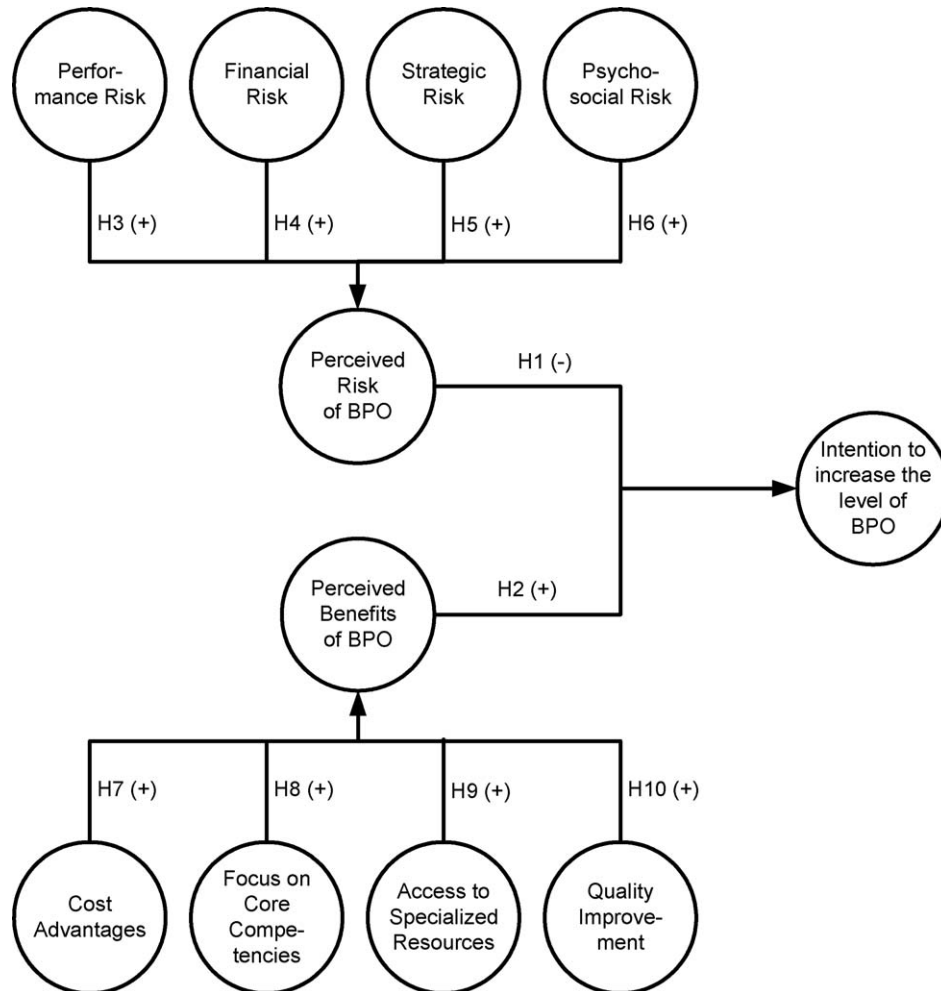 Perfor-
mance Risk
Financial
Risk
Strategic
Risk
Psycho-
social Risk
H3 (+)
H4 (+)
H5 (+)
H6 (+)
Perceived
Risk
of BPO
H1 (-)
Intention to
increase the
level of
BPO
Perceived
Benefits
of BPO
H2 (+)
H7 (+)
H8 (+)
H9 (+)
H10 (+)
Cost
Advantages
Focus on
Core
Compe-
tencies
Access to
Specialized
Resources
Quality
Improve-
ment